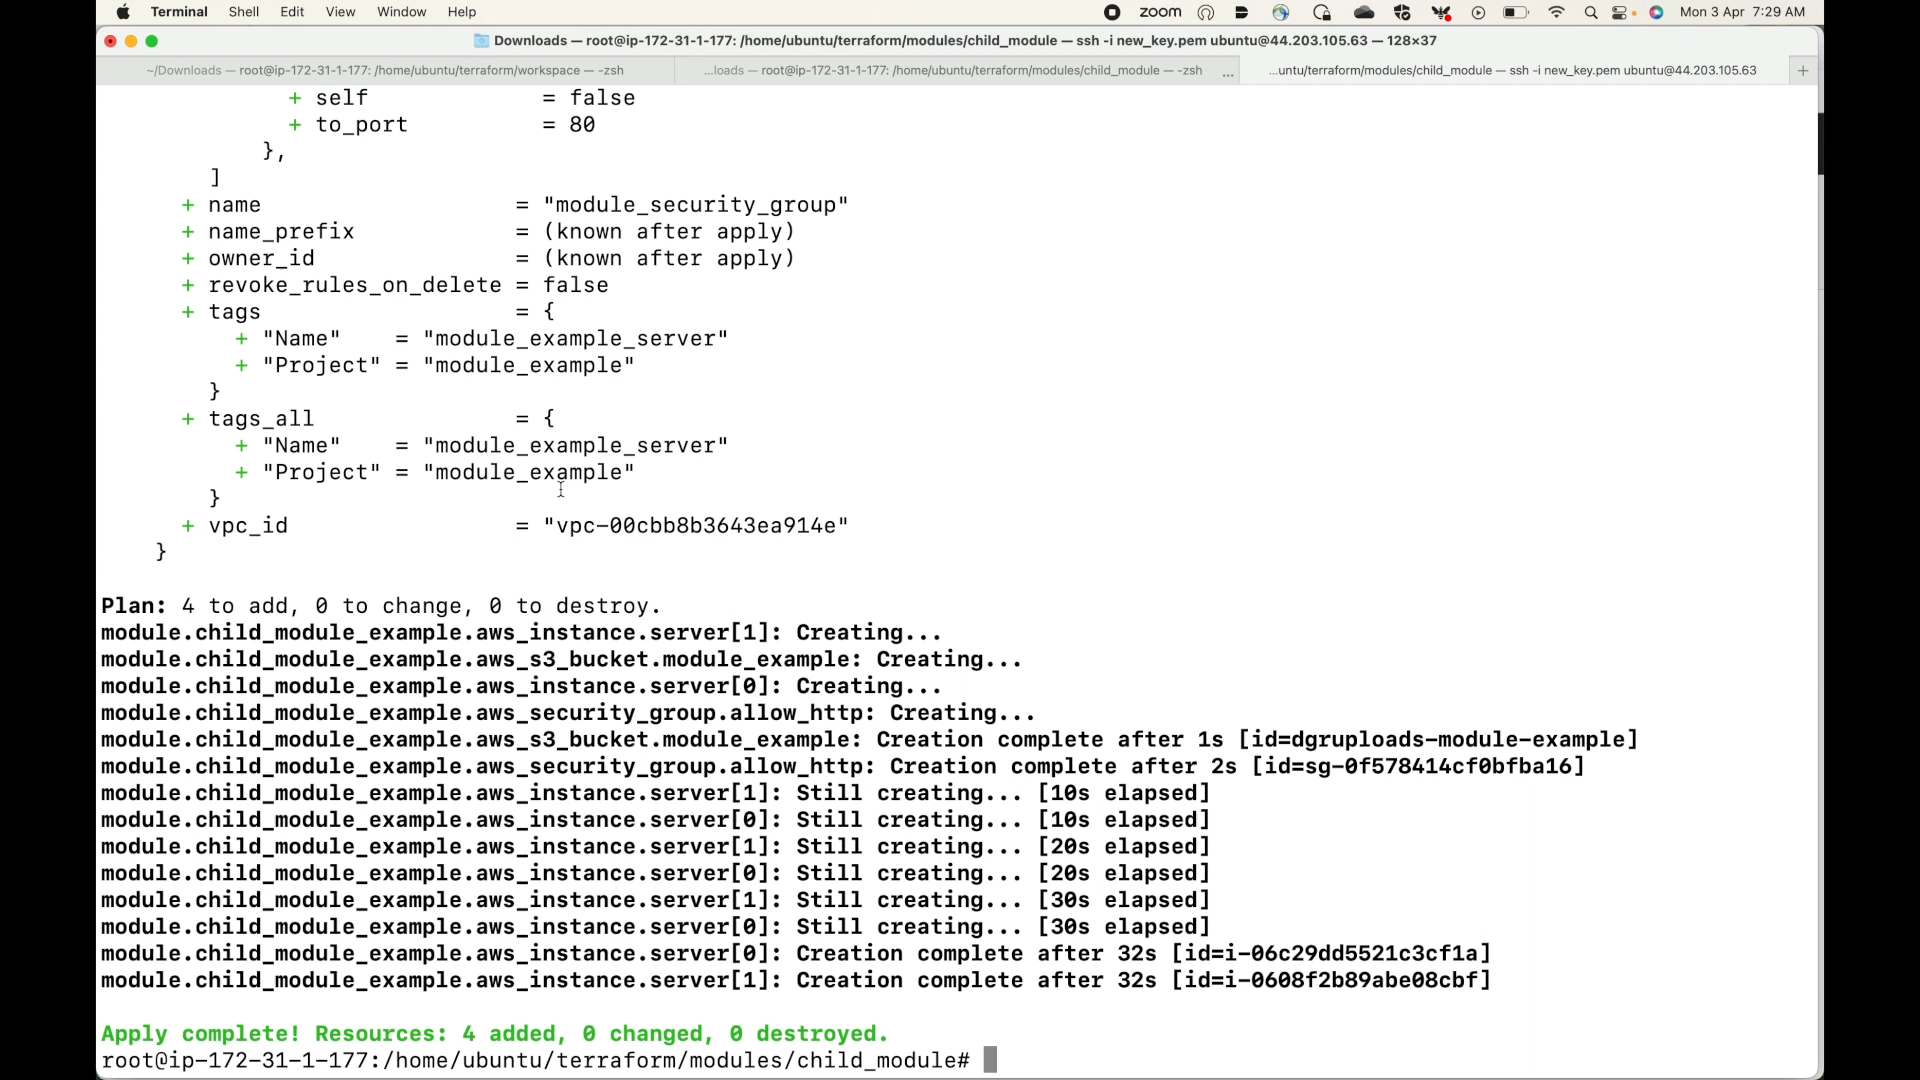 Terminal Shell Edit View Window Help zoom Mon 3 Apr 7:29 AM
Downloads — root@ip-172-31-1-177: /home/ubuntu/terraform/modules/child_module — ssh -i new_key.pem ubuntu@44.203.105.63 — 128×37
~/Downloads — root@ip-172-31-1-177: /home/ubuntu/terraform/workspace — -zsh ...loads — root@ip-172-31-1-177: /home/ubuntu/terraform/modules/child_module — -zsh ... ...untu/terraform/modules/child_module — ssh -i new_key.pem ubuntu@44.203.105.63 +
+ self = false
+ to_port = 80
},
]
+ name = "module_security_group"
+ name_prefix = (known after apply)
+ owner_id = (known after apply)
+ revoke_rules_on_delete = false
+ tags = {
+ "Name" = "module_example_server"
+ "Project" = "module_example"
}
+ tags_all = {
+ "Name" = "module_example_server"
+ "Project" = "module_example"
}
+ vpc_id = "vpc-00cbb8b3643ea914e"
}
Plan: 4 to add, 0 to change, 0 to destroy.
module.child_module_example.aws_instance.server[1]: Creating...
module.child_module_example.aws_s3_bucket.module_example: Creating...
module.child_module_example.aws_instance.server[0]: Creating...
module.child_module_example.aws_security_group.allow_http: Creating...
module.child_module_example.aws_s3_bucket.module_example: Creation complete after 1s [id=dgruploads-module-example]
module.child_module_example.aws_security_group.allow_http: Creation complete after 2s [id=sg-0f578414cf0bfba16]
module.child_module_example.aws_instance.server[1]: Still creating... [10s elapsed]
module.child_module_example.aws_instance.server[0]: Still creating... [10s elapsed]
module.child_module_example.aws_instance.server[1]: Still creating... [20s elapsed]
module.child_module_example.aws_instance.server[0]: Still creating... [20s elapsed]
module.child_module_example.aws_instance.server[1]: Still creating... [30s elapsed]
module.child_module_example.aws_instance.server[0]: Still creating... [30s elapsed]
module.child_module_example.aws_instance.server[0]: Creation complete after 32s [id=i-06c29dd5521c3cf1a]
module.child_module_example.aws_instance.server[1]: Creation complete after 32s [id=i-0608f2b89abe08cbf]
Apply complete! Resources: 4 added, 0 changed, 0 destroyed.
root@ip-172-31-1-177:/home/ubuntu/terraform/modules/child_module#